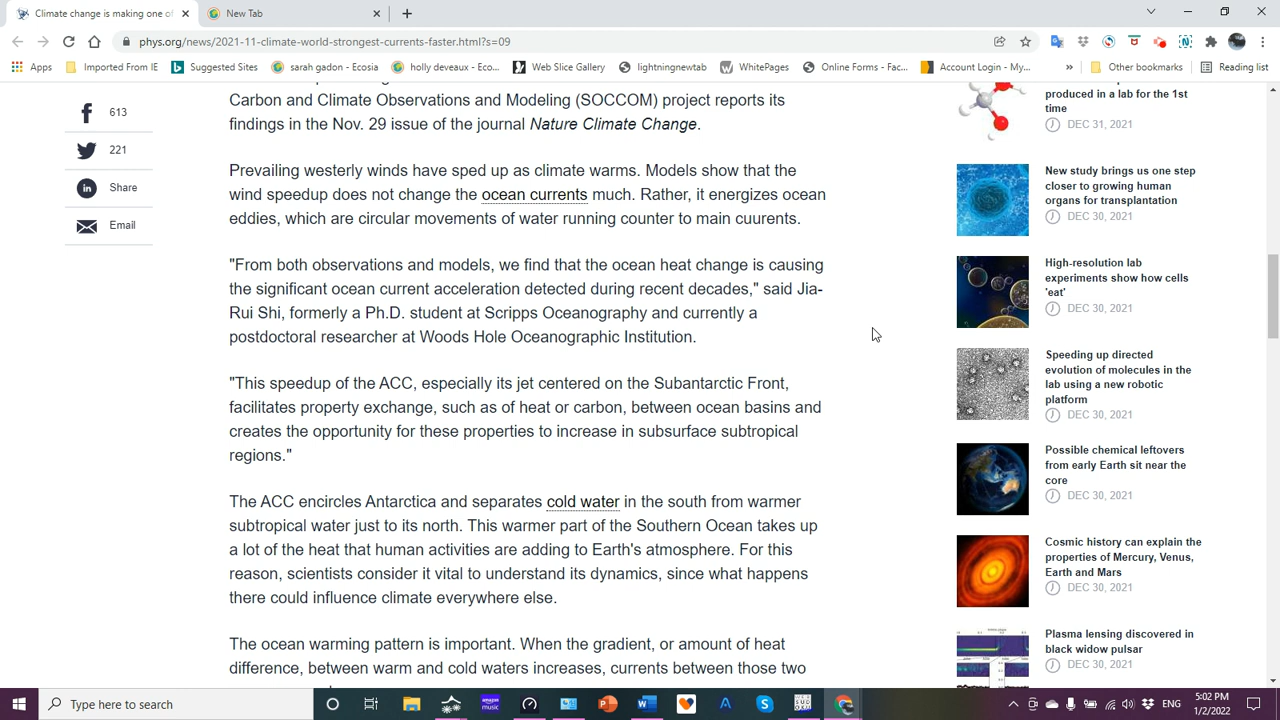 Climate change is making one of
New Tab
phys.org/news/2021-11-climate-world-strongest-currents-faster.html?s=09
Apps
Imported From IE
Suggested Sites
sarah gadon - Ecosia
holly deveaux - Eco...
Web Slice Gallery
lightningnewtab
WhitePages
Online Forms - Fac...
Account Login - My...
Other bookmarks
Reading list
613
221
Share
Email
Carbon and Climate Observations and Modeling (SOCCOM) project reports its
findings in the Nov. 29 issue of the journal Nature Climate Change.
Prevailing westerly winds have sped up as climate warms. Models show that the
wind speedup does not change the ocean currents much. Rather, it energizes ocean
eddies, which are circular movements of water running counter to main cuurents.
"From both observations and models, we find that the ocean heat change is causing
the significant ocean current acceleration detected during recent decades," said Jia-
Rui Shi, formerly a PhD. student at Scripps Oceanography and currently a
postdoctoral researcher at Woods Hole Oceanographic Institution.
"This speedup of the ACC, especially its jet centered on the Subantarctic Front,
facilitates property exchange, such as of heat or carbon, between ocean basins and
creates the opportunity for these properties to increase in subsurface subtropical
regions."
The ACC encircles Antarctica and separates cold water in the south from warmer
subtropical water just to its north. This warmer part of the Southern Ocean takes up
a lot of the heat that human activities are adding to Earth's atmosphere. For this
reason, scientists consider it vital to understand its dynamics, since what happens
there could influence climate everywhere else.
The ocean warming pattern is important. When the gradient, or amount of heat
difference between warm and cold waters increases, currents between those two
produced in a lab for the 1st
time
DEC 31, 2021
New study brings us one step
closer to growing human
organs for transplantation
DEC 30, 2021
High-resolution lab
experiments show how cells
'eat'
DEC 30, 2021
Speeding up directed
evolution of molecules in the
lab using a new robotic
platform
DEC 30, 2021
Possible chemical leftovers
from early Earth sit near the
core
DEC 30, 2021
Cosmic history can explain the
properties of Mercury, Venus,
Earth and Mars
DEC 30, 2021
Plasma lensing discovered in
black widow pulsar
DEC 30, 2021
Type here to search
ENG
5:02 PM
1/2/2022